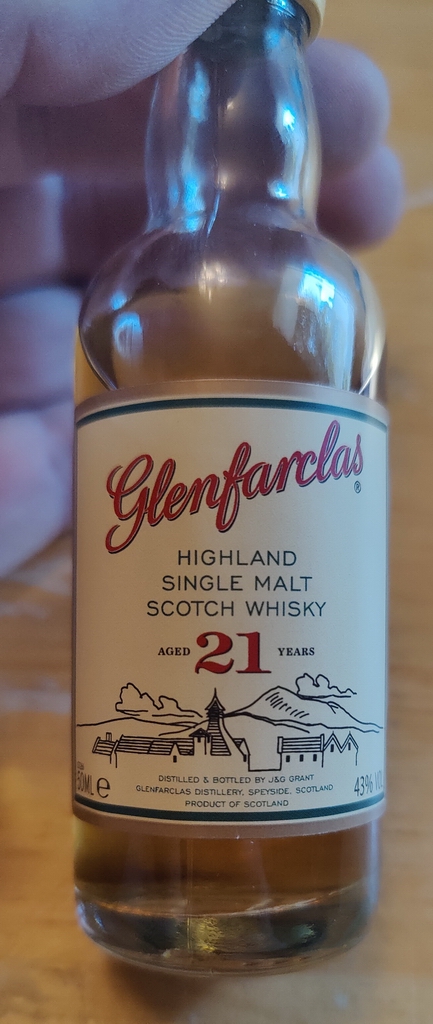 Glenfarclas®
HIGHLAND
SINGLE MALT
SCOTCH WHISKY
AGED 21 YEARS
DISTILLED & BOTTLED BY J&G GRANT
GLENFARCLAS DISTILLERY, SPEYSIDE, SCOTLAND
PRODUCT OF SCOTLAND
50ML e
43%